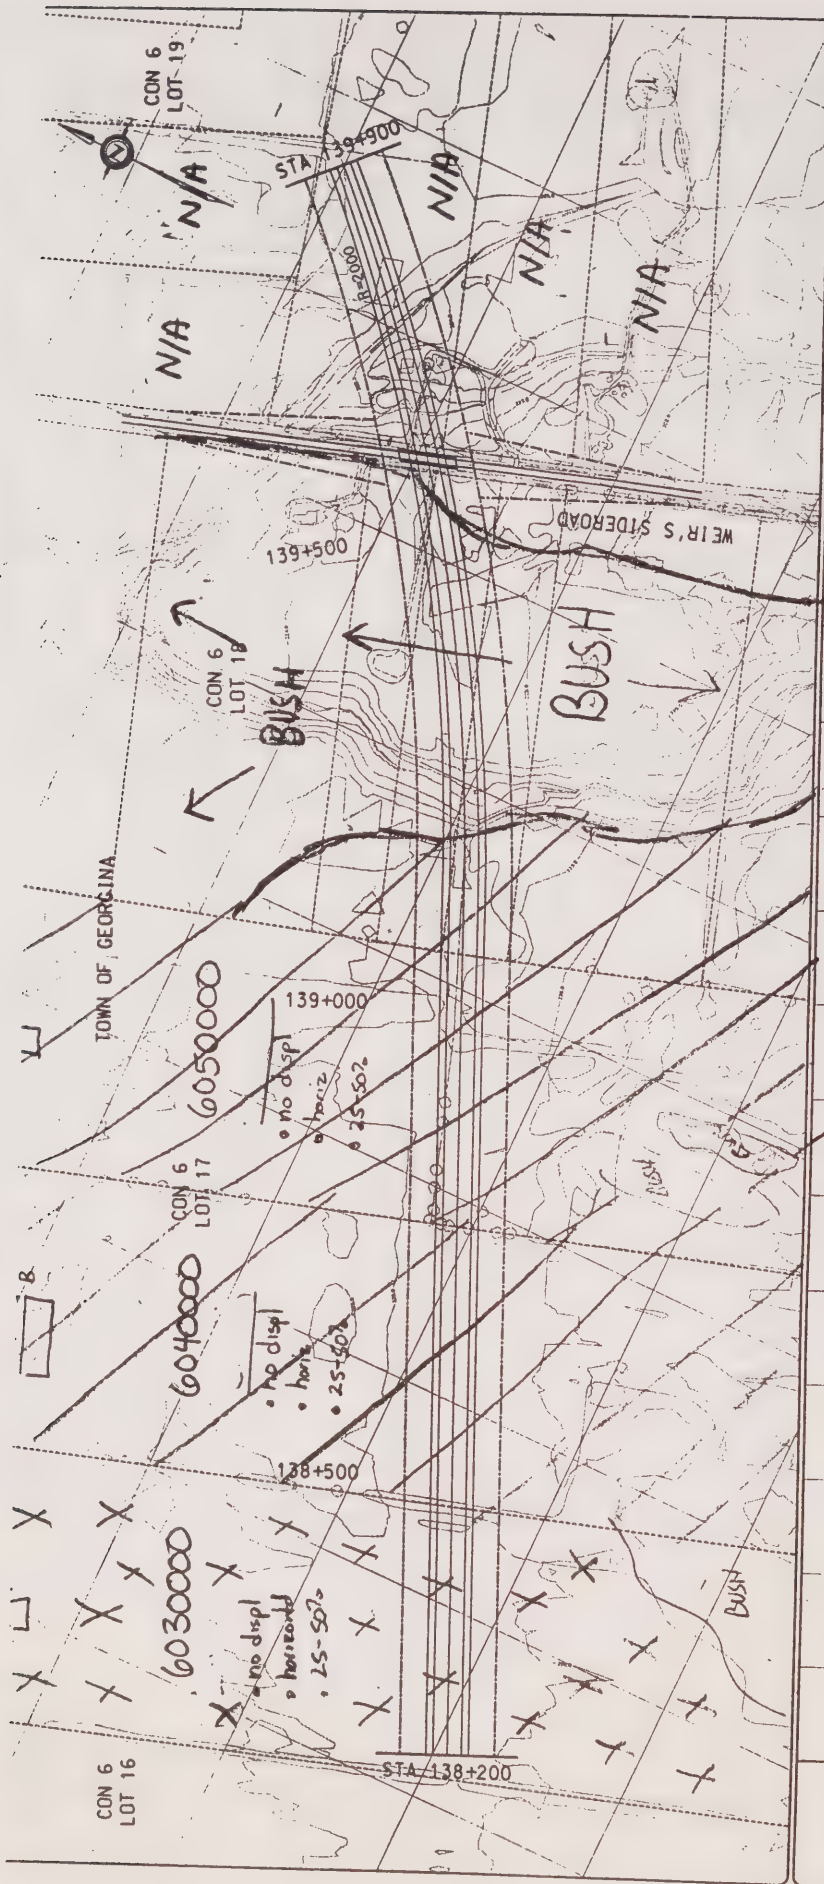 CON 6
LOT 19
N/A
STA 139+900
N/A
N/A
N/A
N/A
R=2000
WEIR'S SIDEROAD
139+500
CON 6
LOT 18
BUSH
BUSH
TOWN OF GEORGINA
6050000
139+000
• no displ
• horiz
• 25-50%
CON 6
LOT 17
BUSH
B
6040000
• no displ
• horiz
• 25-50%
138+500
6030000
• no displ
• horizontal
• 25-50%
BUSH
CON 6
LOT 16
STA 138+200